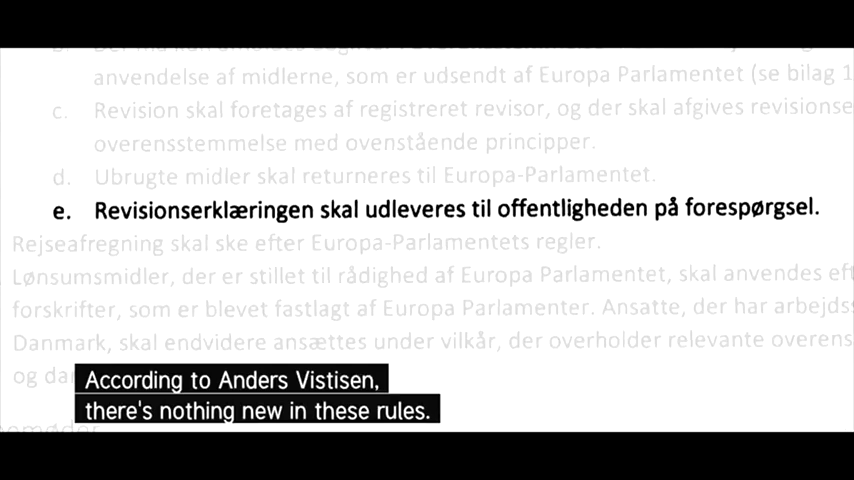 anvendelse af midlerne, som er udsendt af Europa Parlamentet (se bilag 1
c. Revision skal foretages af registreret revisor, og der skal afgives revisionse
overensstemmelse med ovenstående principper.
d. Ubrugte midler skal returneres til Europa-Parlamentet.
e. Revisionserklæringen skal udleveres til offentligheden på forespørgsel.
Rejseafregning skal ske efter Europa-Parlamentets regler.
Lønsumsmidler, der er stillet til rådighed af Europa Parlamentet, skal anvendes eft
forskrifter, som er blevet fastlagt af Europa Parlamenter. Ansatte, der har arbejdss
Danmark, skal endvidere ansættes under vilkår, der overholder relevante overens
og da
According to Anders Vistisen,
there's nothing new in these rules.